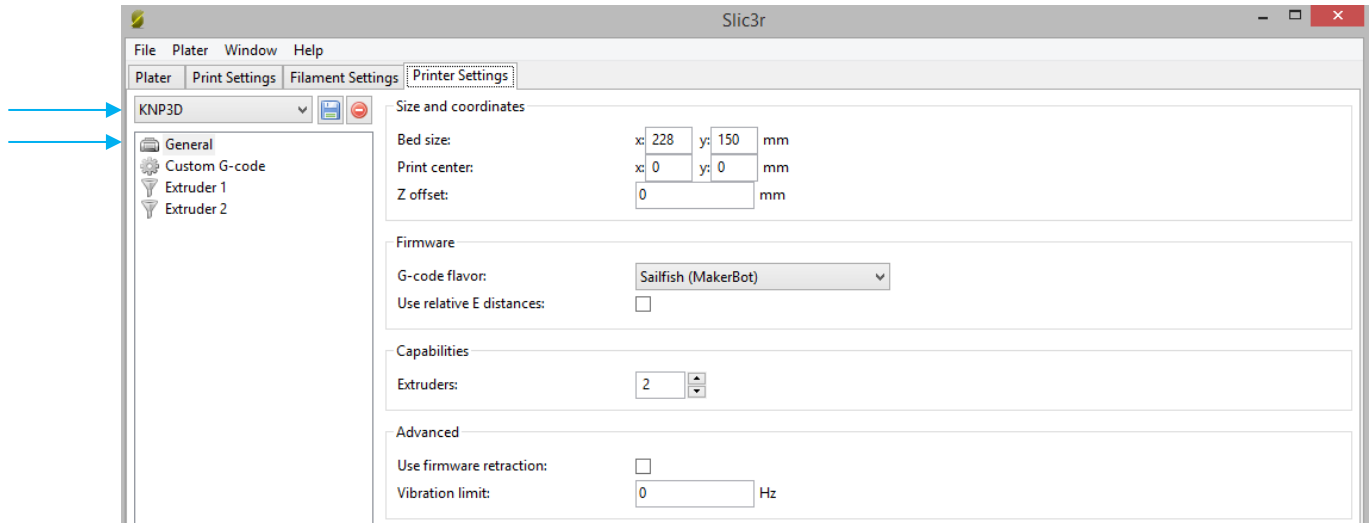 Slic3r
File Plater Window Help
Plater Print Settings Filament Settings Printer Settings
KNP3D
General
Custom G-code
Extruder 1
Extruder 2
Size and coordinates
Bed size: x: 228 y: 150 mm
Print center: x: 0 y: 0 mm
Z offset: 0 mm
Firmware
G-code flavor: Sailfish (MakerBot)
Use relative E distances:
Capabilities
Extruders: 2
Advanced
Use firmware retraction:
Vibration limit: 0 Hz